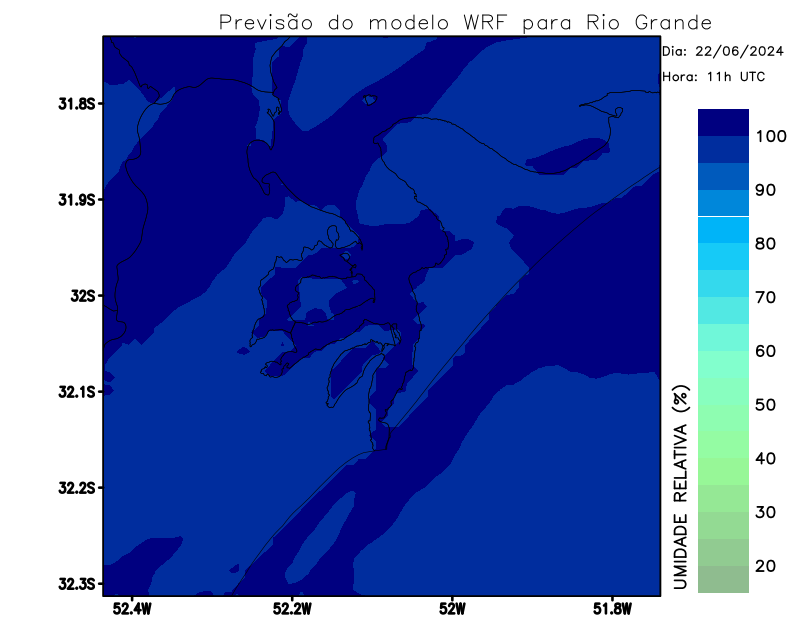 Previsão do modelo WRF para Rio Grande
Dia: 22/06/2024
Hora: 11h UTC
31.8S
31.9S
32S
32.1S
32.2S
32.3S
52.4W
52.2W
52W
51.8W
100
90
80
70
60
50
40
30
20
UMIDADE RELATIVA (%)